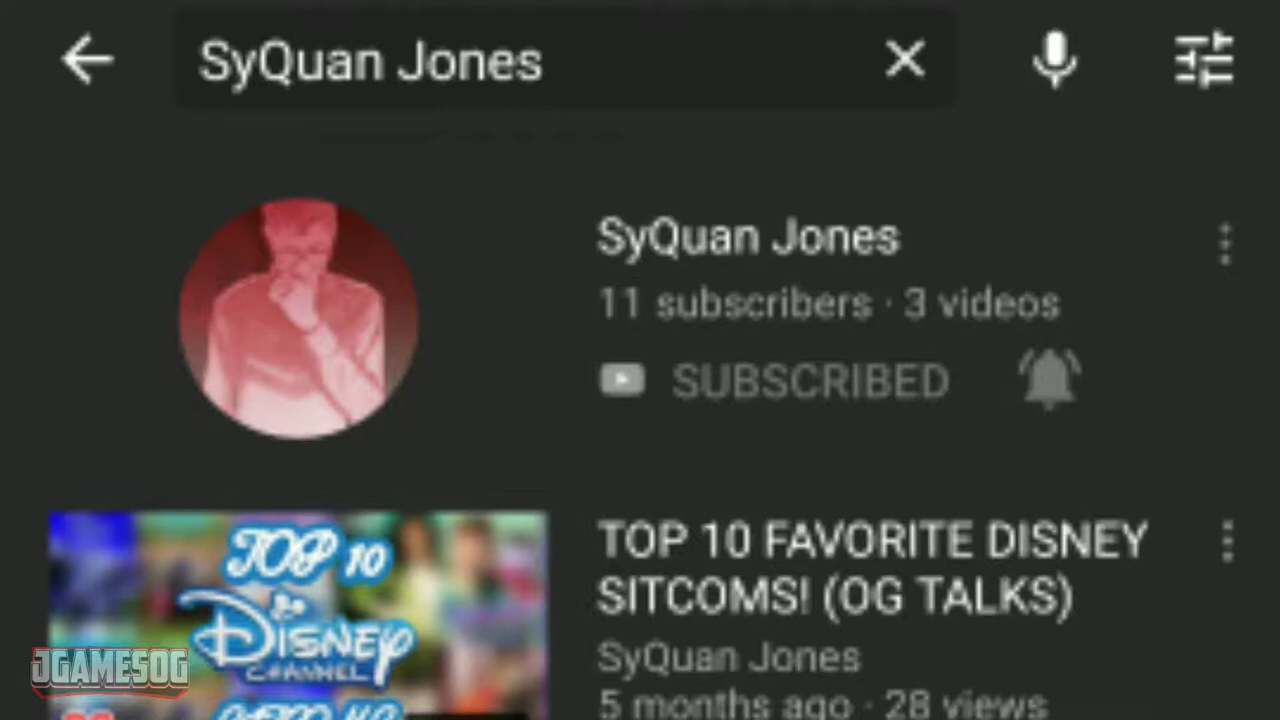 SyQuan Jones
SyQuan Jones
11 subscribers · 3 videos
SUBSCRIBED
TOP 10 FAVORITE DISNEY
SITCOMS! (OG TALKS)
SyQuan Jones
5 months ago · 28 views
TOP 10
DISNEY
CHANNEL
JGAMESOG